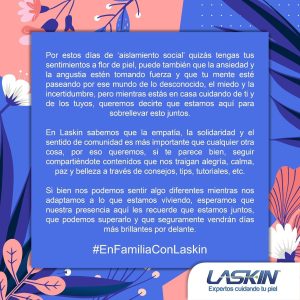 Por estos días de 'aislamiento social' quizás tengas tus
sentimientos a flor de piel, puede también que la ansiedad y
la angustia estén tomando fuerza y que tu mente esté
paseando por ese mundo de lo desconocido, el miedo y la
incertidumbre, pero mientras estás en casa cuidando de ti y
de los tuyos, queremos decirte que estamos aquí para
sobrellevar esto juntos.
En Laskin sabemos que la empatía, la solidaridad y el
sentido de comunidad es más importante que cualquier otra
cosa, por eso queremos, si te parece bien, seguir
compartiéndote contenidos que nos traigan alegría, calma,
paz y belleza a través de consejos, tips, tutoriales, etc.
Si bien nos podemos sentir algo diferentes mientras nos
adaptamos a lo que estamos viviendo, esperamos que
nuestra presencia aquí les recuerde que estamos juntos,
que podemos superarlo y que seguramente vendrán días
más brillantes por delante.
#EnFamiliaConLaskin
LASKIN
Expertos cuidando tu piel